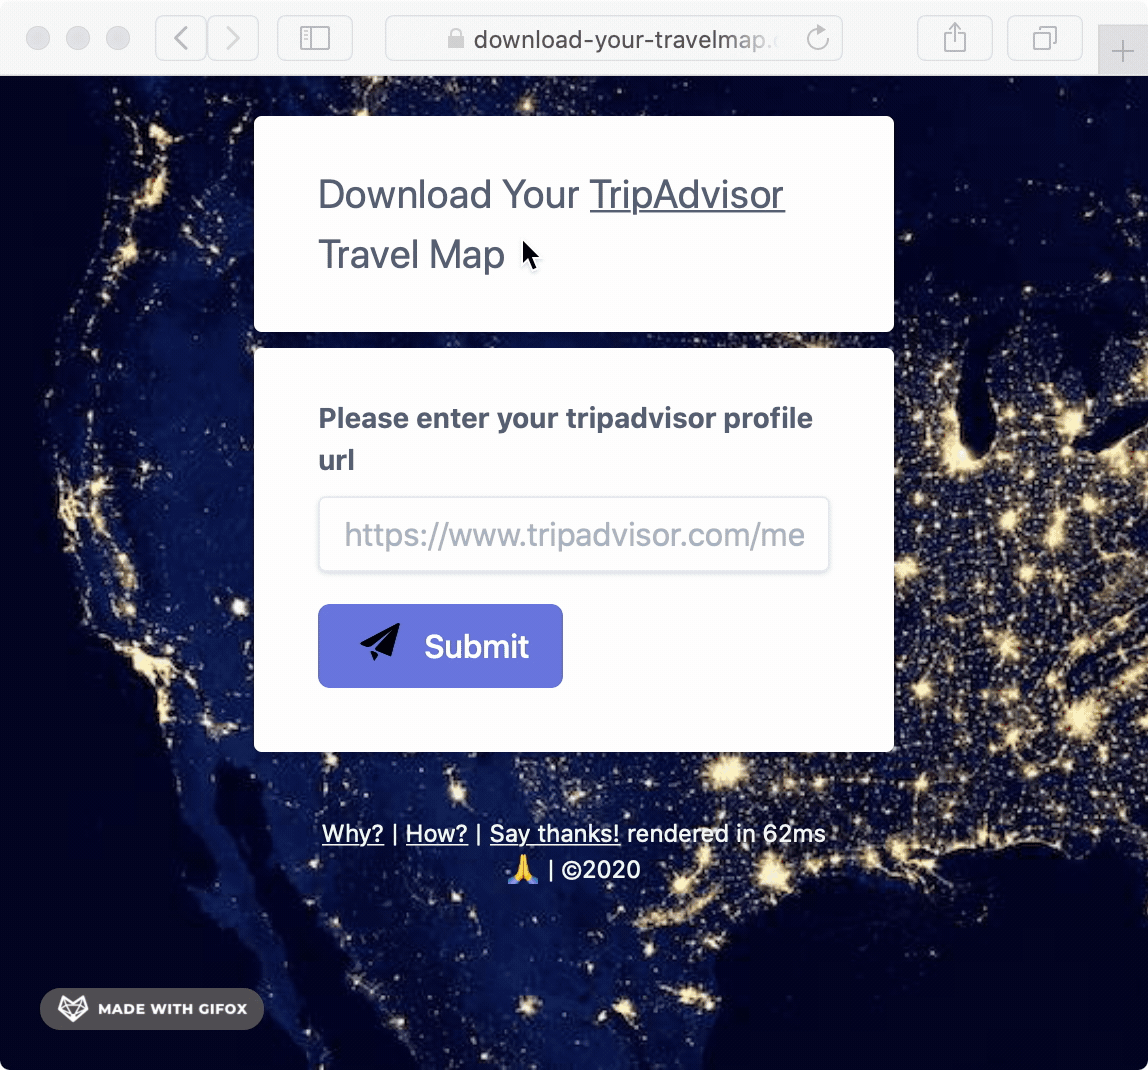 download-your-travelmap.
Download Your TripAdvisor
Travel Map
Please enter your tripadvisor profile
url
https://www.tripadvisor.com/me
Submit
Why? | How? | Say thanks! rendered in 62ms
🙏 | ©2020
MADE WITH GIFOX